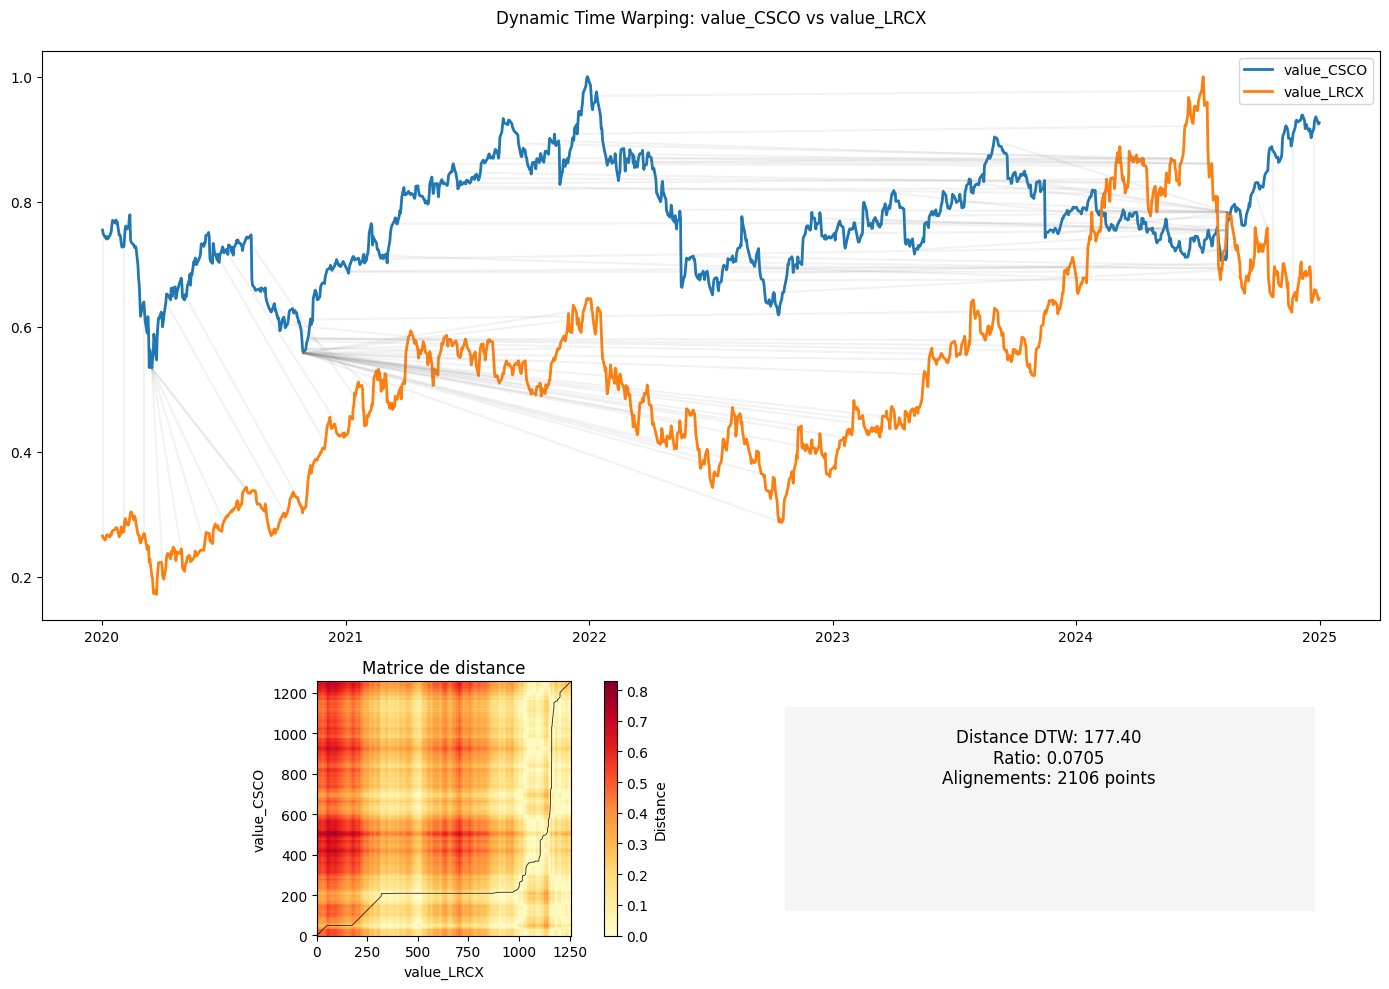 Dynamic Time Warping: value_CSCO vs value_LRCX
value_CSCO
value_LRCX
1.0
0.8
0.6
0.4
0.2
2020 2021 2022 2023 2024 2025
Matrice de distance
value_CSCO
1200
1000
800
600
400
200
0
0 250 500 750 1000 1250
value_LRCX
0.8
0.7
0.6
0.5
0.4
0.3
0.2
0.1
0.0
Distance
Distance DTW: 177.40
Ratio: 0.0705
Alignements: 2106 points